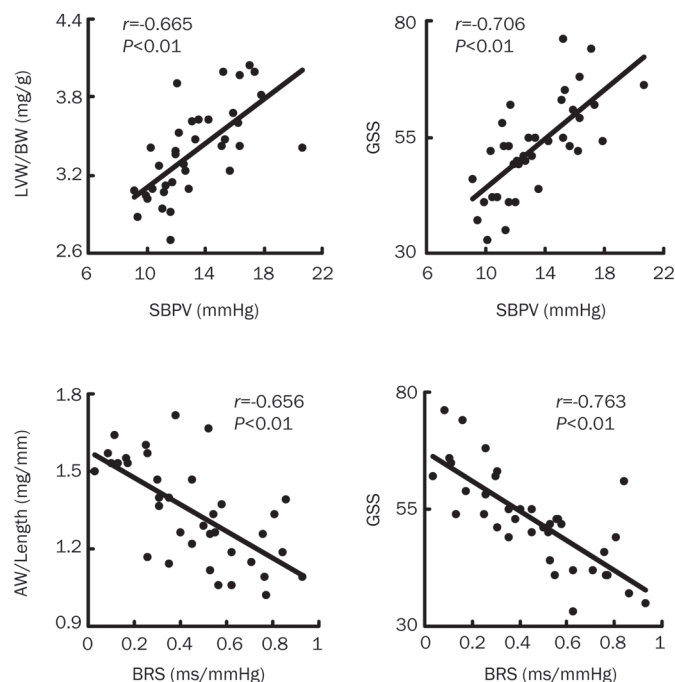 r=-0.665
P<0.01
4.4
3.8
3.2
2.6
LVW/BW (mg/g)
6 10 14 18 22
SBPV (mmHg)
r=-0.706
P<0.01
80
55
30
GSS
6 10 14 18 22
SBPV (mmHg)
r=-0.656
P<0.01
1.8
1.5
1.2
0.9
AW/Length (mg/mm)
0 0.2 0.4 0.6 0.8 1
BRS (ms/mmHg)
r=-0.763
P<0.01
80
55
30
GSS
0 0.2 0.4 0.6 0.8 1
BRS (ms/mmHg)